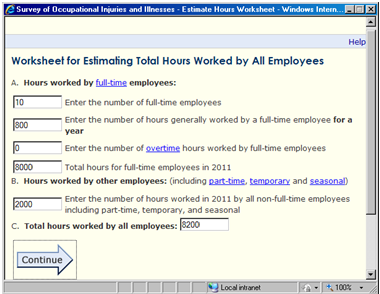 Survey of Occupational Injuries and Illnesses - Estimate Hours Worksheet - Windows Intern...
Help
Worksheet for Estimating Total Hours Worked by All Employees
A. Hours worked by full-time employees:
10 Enter the number of full-time employees
800 Enter the number of hours generally worked by a full-time employee for a
year
0 Enter the number of overtime hours worked by full-time employees
8000 Total hours for full-time employees in 2011
B. Hours worked by other employees: (including part-time, temporary and seasonal)
2000 Enter the number of hours worked in 2011 by all non-full-time employees
including part-time, temporary, and seasonal
C. Total hours worked by all employees: 8200
Continue
Local intranet
100%